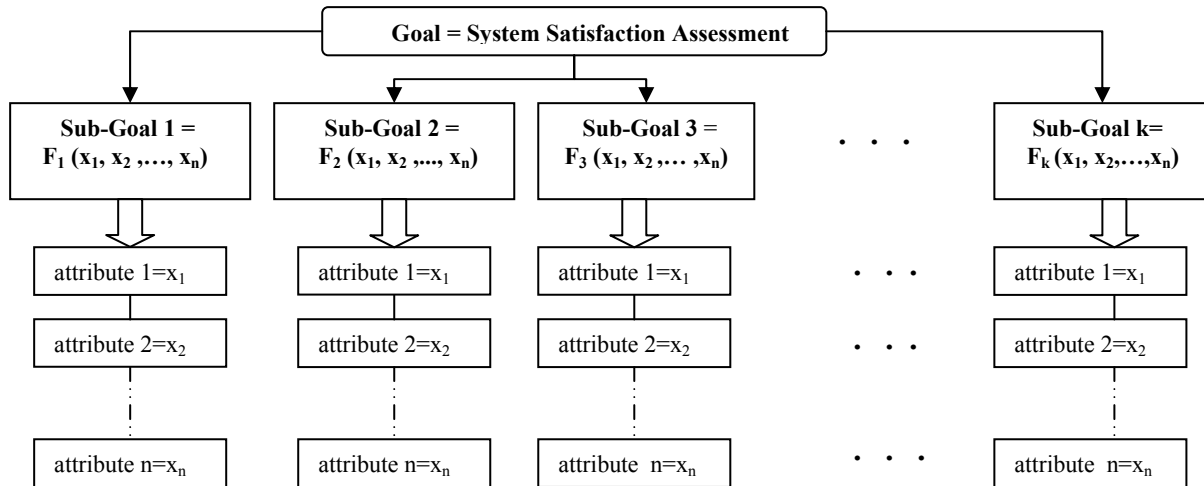 Goal = System Satisfaction Assessment
Sub-Goal 1 =
F₁ (x₁, x₂ ,…, xₙ)
Sub-Goal 2 =
F₂ (x₁, x₂ ,..., xₙ)
Sub-Goal 3 =
F₃ (x₁, x₂ ,… ,xₙ)
. . .
Sub-Goal k=
Fₖ (x₁, x₂,…,xₙ)
attribute 1=x₁
attribute 1=x₁
attribute 1=x₁
. . .
attribute 1=x₁
attribute 2=x₂
attribute 2=x₂
attribute 2=x₂
. . .
attribute 2=x₂
attribute n=xₙ
attribute n=xₙ
attribute n=xₙ
. . .
attribute n=xₙ